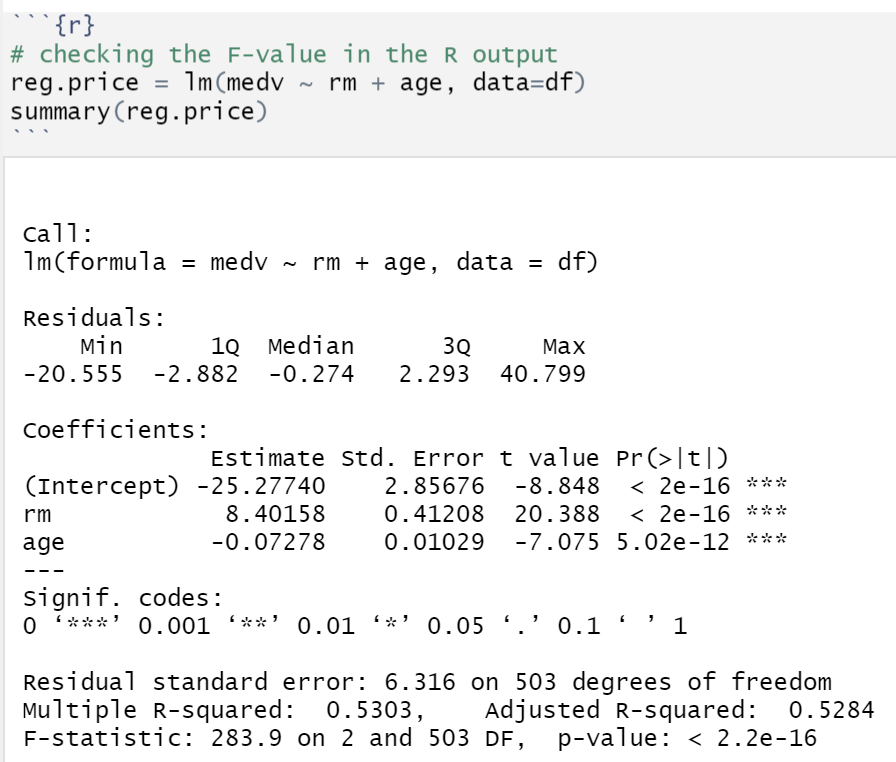 ```{r}
# checking the F-value in the R output
reg.price = lm(medv ~ rm + age, data=df)
summary(reg.price)
```
Call:
lm(formula = medv ~ rm + age, data = df)
Residuals:
    Min      1Q  Median      3Q     Max
-20.555  -2.882  -0.274   2.293  40.799
Coefficients:
             Estimate Std. Error t value Pr(>|t|)
(Intercept) -25.27740    2.85676  -8.848  < 2e-16 ***
rm            8.40158    0.41208  20.388  < 2e-16 ***
age          -0.07278    0.01029  -7.075 5.02e-12 ***
---
Signif. codes:
0 ‘***’ 0.001 ‘**’ 0.01 ‘*’ 0.05 ‘.’ 0.1 ‘ ’ 1
Residual standard error: 6.316 on 503 degrees of freedom
Multiple R-squared:  0.5303,    Adjusted R-squared:  0.5284
F-statistic: 283.9 on 2 and 503 DF,  p-value: < 2.2e-16